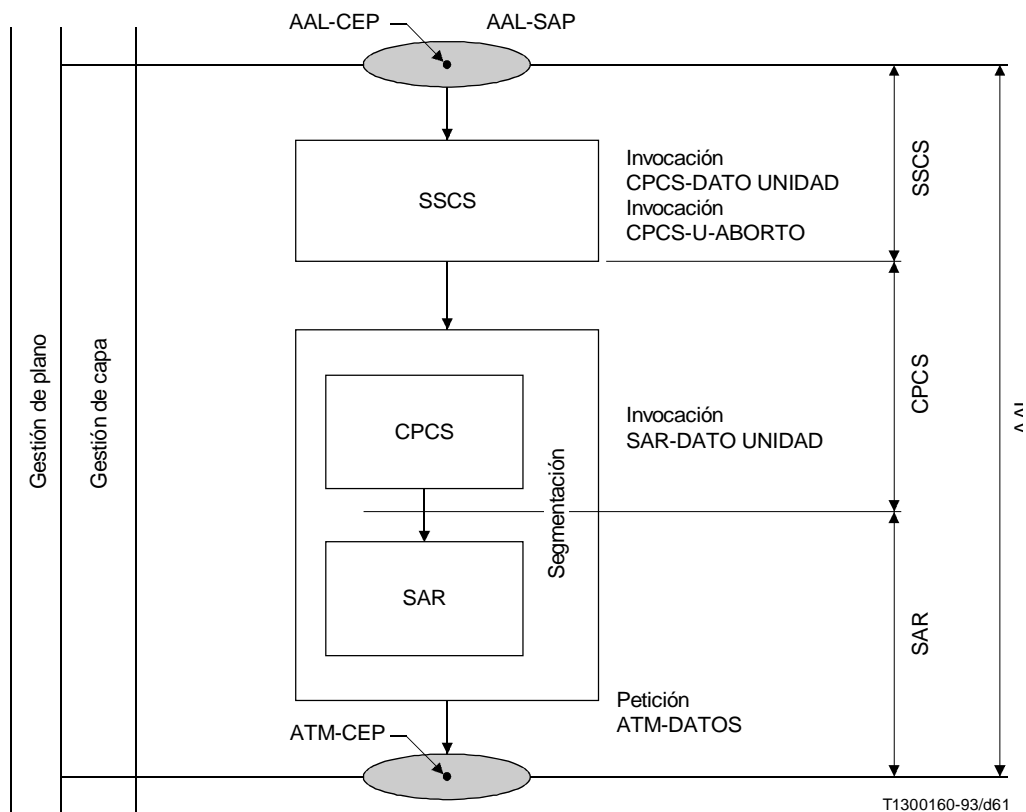 AAL-CEP
AAL-SAP
SSCS
Invocación
CPCS-DATO UNIDAD
Invocación
CPCS-U-ABORTO
SSCS
Gestión de plano
Gestión de capa
CPCS
Invocación
SAR-DATO UNIDAD
Segmentación
CPCS
AAL
SAR
SAR
Petición
ATM-DATOS
ATM-CEP
T1300160-93/d61